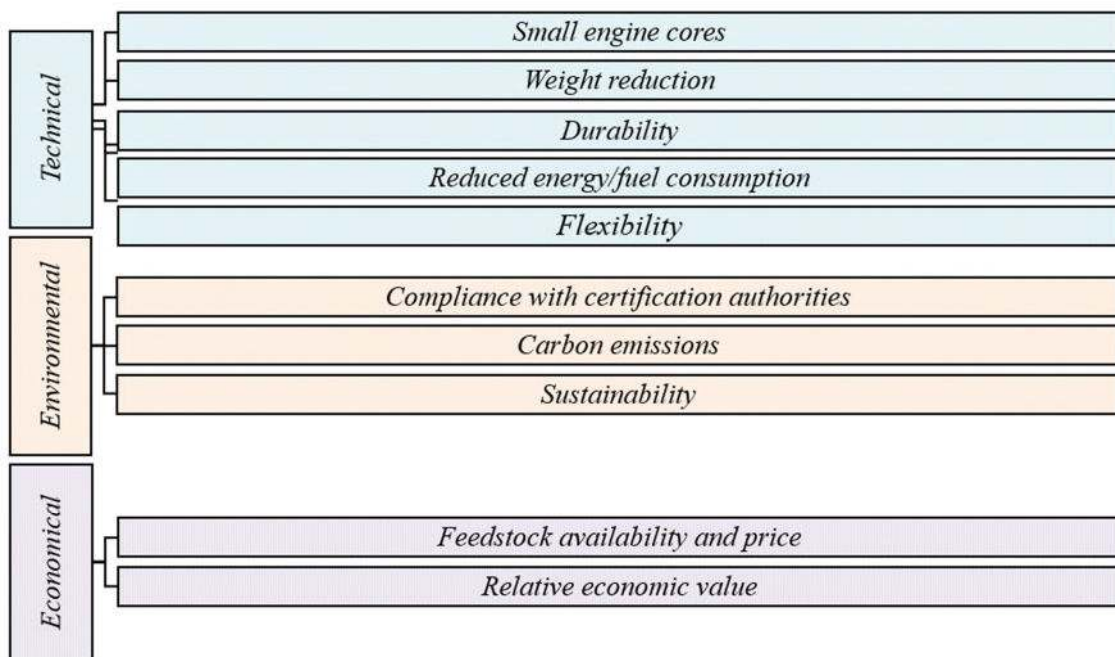 Technical
Small engine cores
Weight reduction
Durability
Reduced energy/fuel consumption
Flexibility
Environmental
Compliance with certification authorities
Carbon emissions
Sustainability
Economical
Feedstock availability and price
Relative economic value